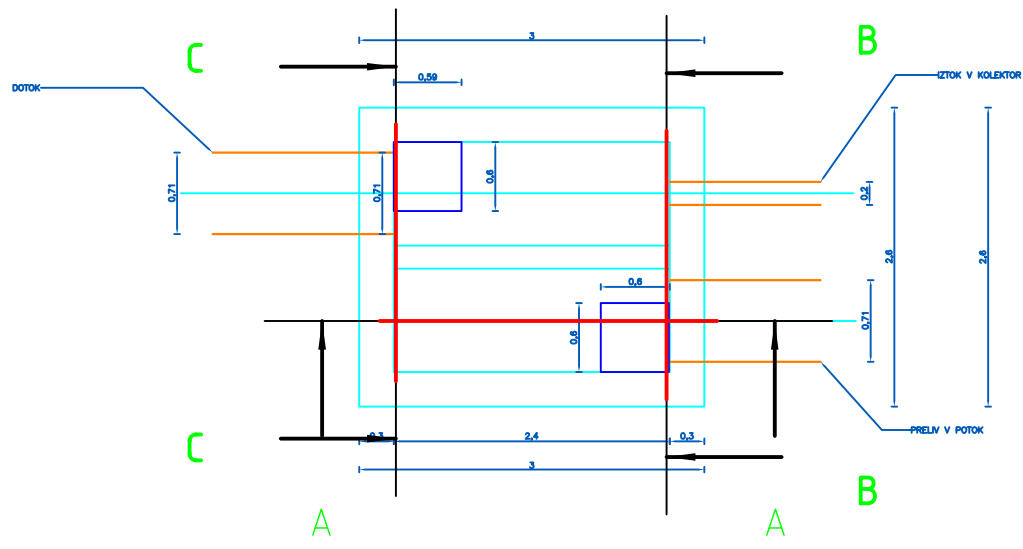 3
B
C
0,59
IZTOK V KOLEKTOR
DOTOK
0,71
0,71
0,6
0,2
2,6
2,6
0,6
0,6
0,71
C
0,3
2,4
0,3
PRELIV V POTOK
3
B
A
A